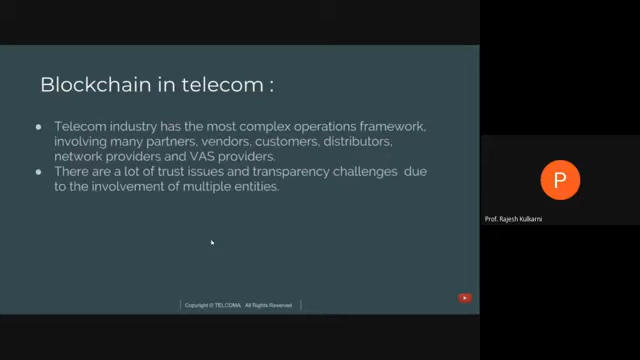 Blockchain in telecom :
● Telecom industry has the most complex operations framework,
involving many partners, vendors, customers, distributors,
network providers and VAS providers.
● There are a lot of trust issues and transparency challenges due
to the involvement of multiple entities.
Copyright © TELCOMA. All Rights Reserved
P
Prof. Rajesh Kulkarni